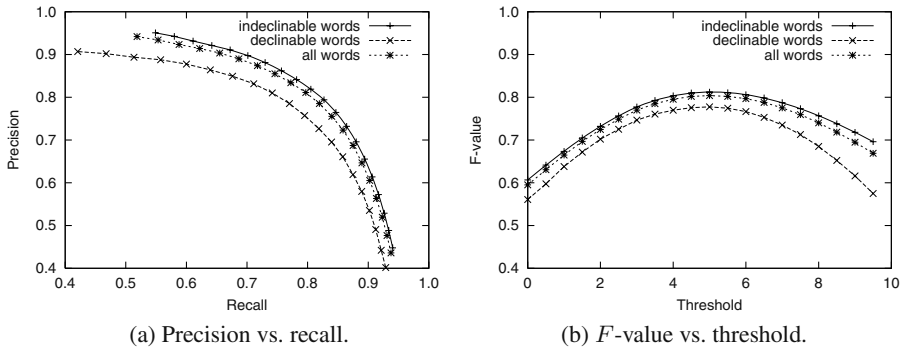 indeclinable words
declinable words
all words
1.0
0.9
0.8
0.7
0.6
0.5
0.4
Precision
0.4 0.5 0.6 0.7 0.8 0.9 1.0
Recall
(a) Precision vs. recall.
indeclinable words
declinable words
all words
1.0
0.9
0.8
0.7
0.6
0.5
0.4
F-value
0 2 4 6 8 10
Threshold
(b) F-value vs. threshold.